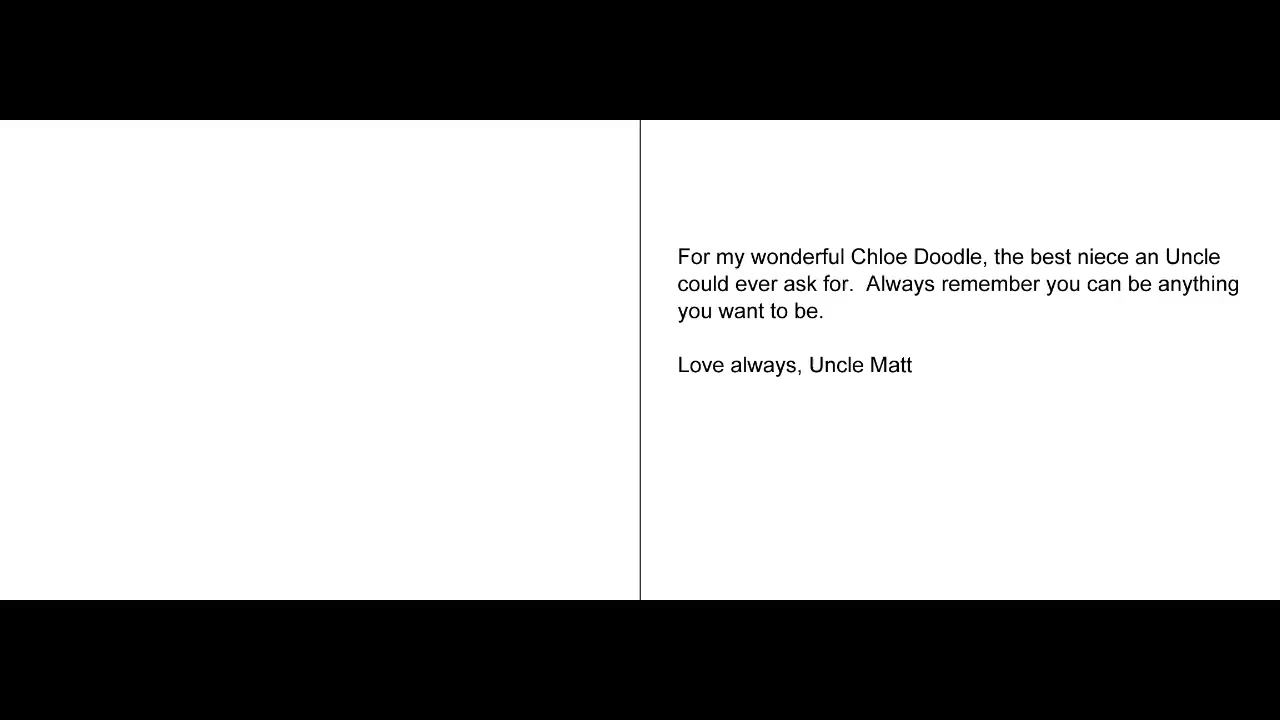 For my wonderful Chloe Doodle, the best niece an Uncle
could ever ask for.  Always remember you can be anything
you want to be.
Love always, Uncle Matt